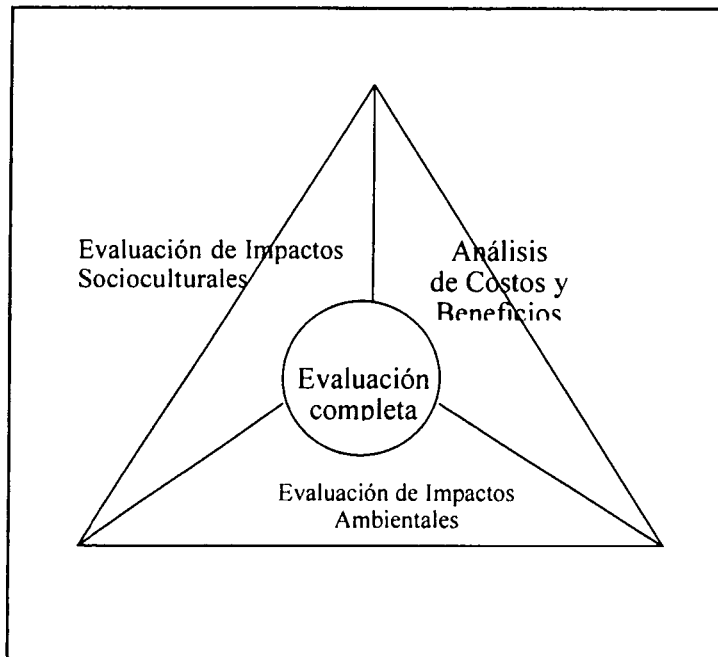 Evaluación de Impactos
Socioculturales
Análisis
de Costos y
Beneficios
Evaluación
completa
Evaluación de Impactos
Ambientales